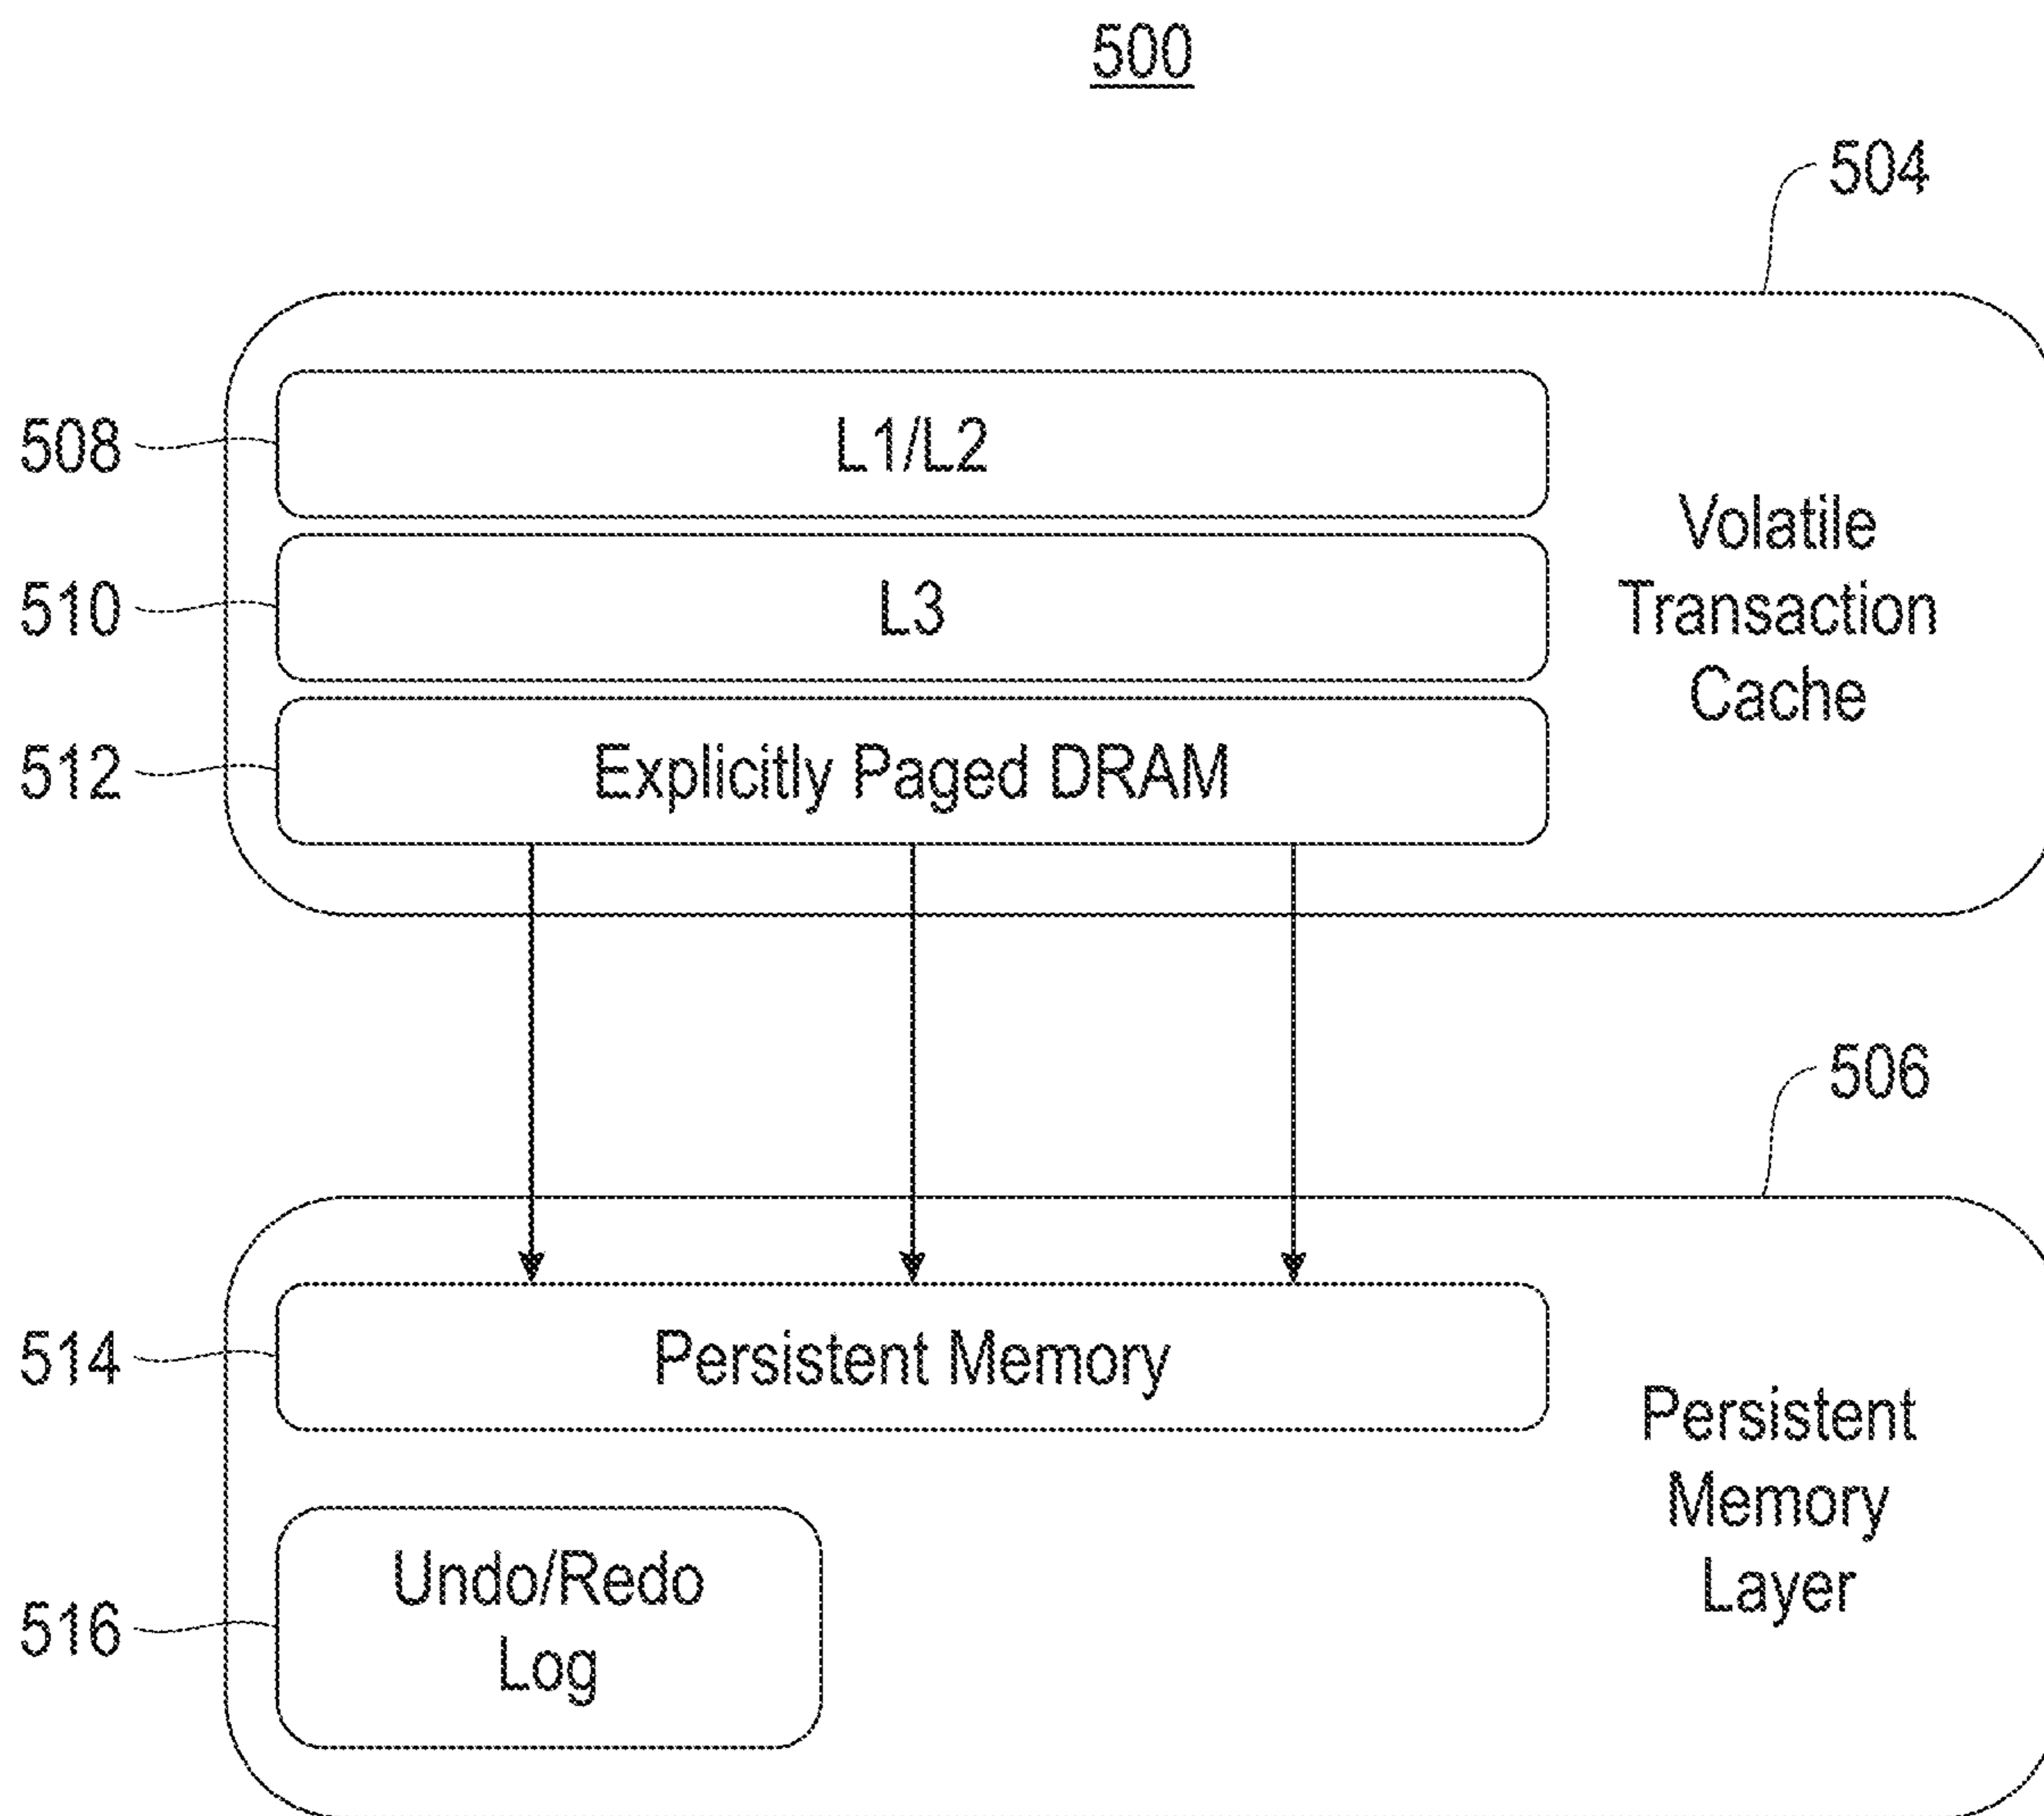 500
504
508
L1/L2
510
L3
512
Explicitly Paged DRAM
Volatile
Transaction
Cache
506
514
Persistent Memory
Persistent
Memory
Layer
516
Undo/Redo
Log